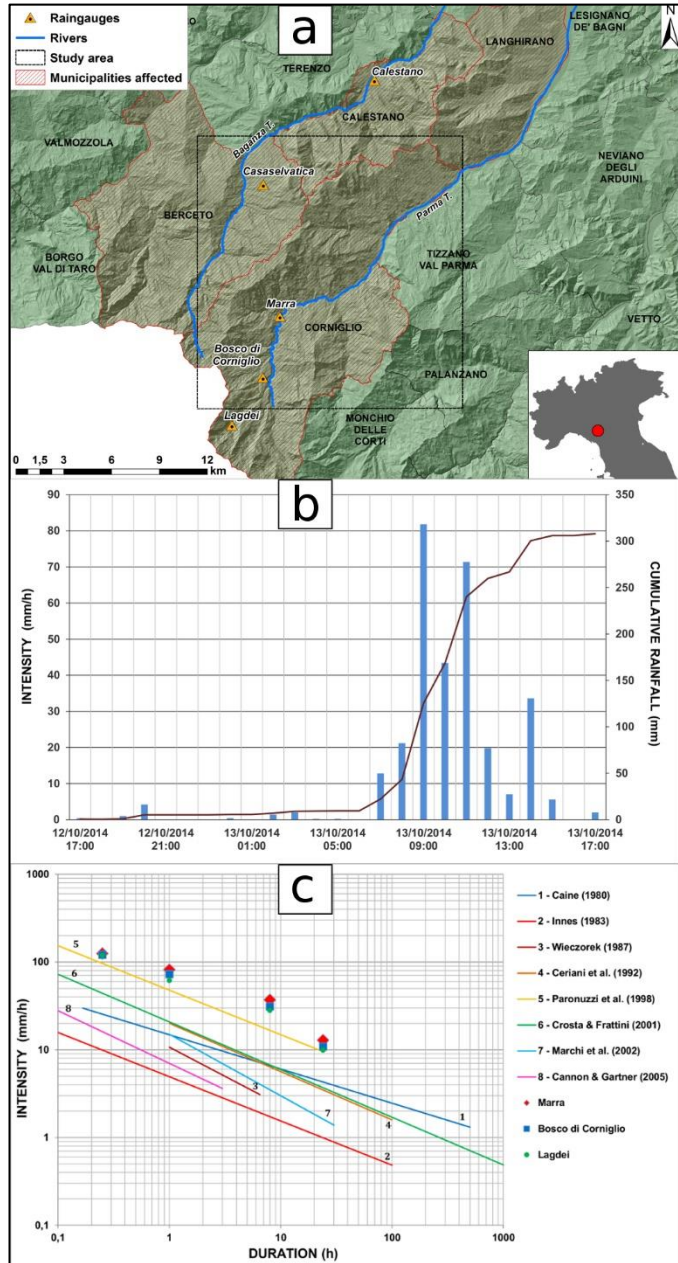 a
Raingauges
Rivers
Study area
Municipalities affected
N
LESIGNANO
DE' BAGNI
LANGHIRANO
TERENZO
Calestano
CALESTANO
VALMOZZOLA
Baganza T.
Casaselvatica
NEVIANO
DEGLI
ARDUINI
BERCETO
Parma T.
BORGO
VAL DI TARO
TIZZANO
VAL PARMA
Marra
VETTO
CORNIGLIO
Bosco di
Corniglio
PALANZANO
Lagdei
MONCHIO
DELLE
CORTI
0 1,5 3 6 9 12
km
b
INTENSITY (mm/h)
90
80
70
60
50
40
30
20
10
0
CUMULATIVE RAINFALL (mm)
350
300
250
200
150
100
50
0
12/10/2014 12/10/2014 13/10/2014 13/10/2014 13/10/2014 13/10/2014 13/10/2014
17:00 21:00 01:00 05:00 09:00 13:00 17:00
c
INTENSITY (mm/h)
1000
100
10
1
0,1
5
6
8
3
7
4
2
1
0,1 1 10 100 1000
DURATION (h)
1 - Caine (1980)
2 - Innes (1983)
3 - Wieczorek (1987)
4 - Ceriani et al. (1992)
5 - Paronuzzi et al. (1998)
6 - Crosta & Frattini (2001)
7 - Marchi et al. (2002)
8 - Cannon & Gartner (2005)
Marra
Bosco di Corniglio
Lagdei